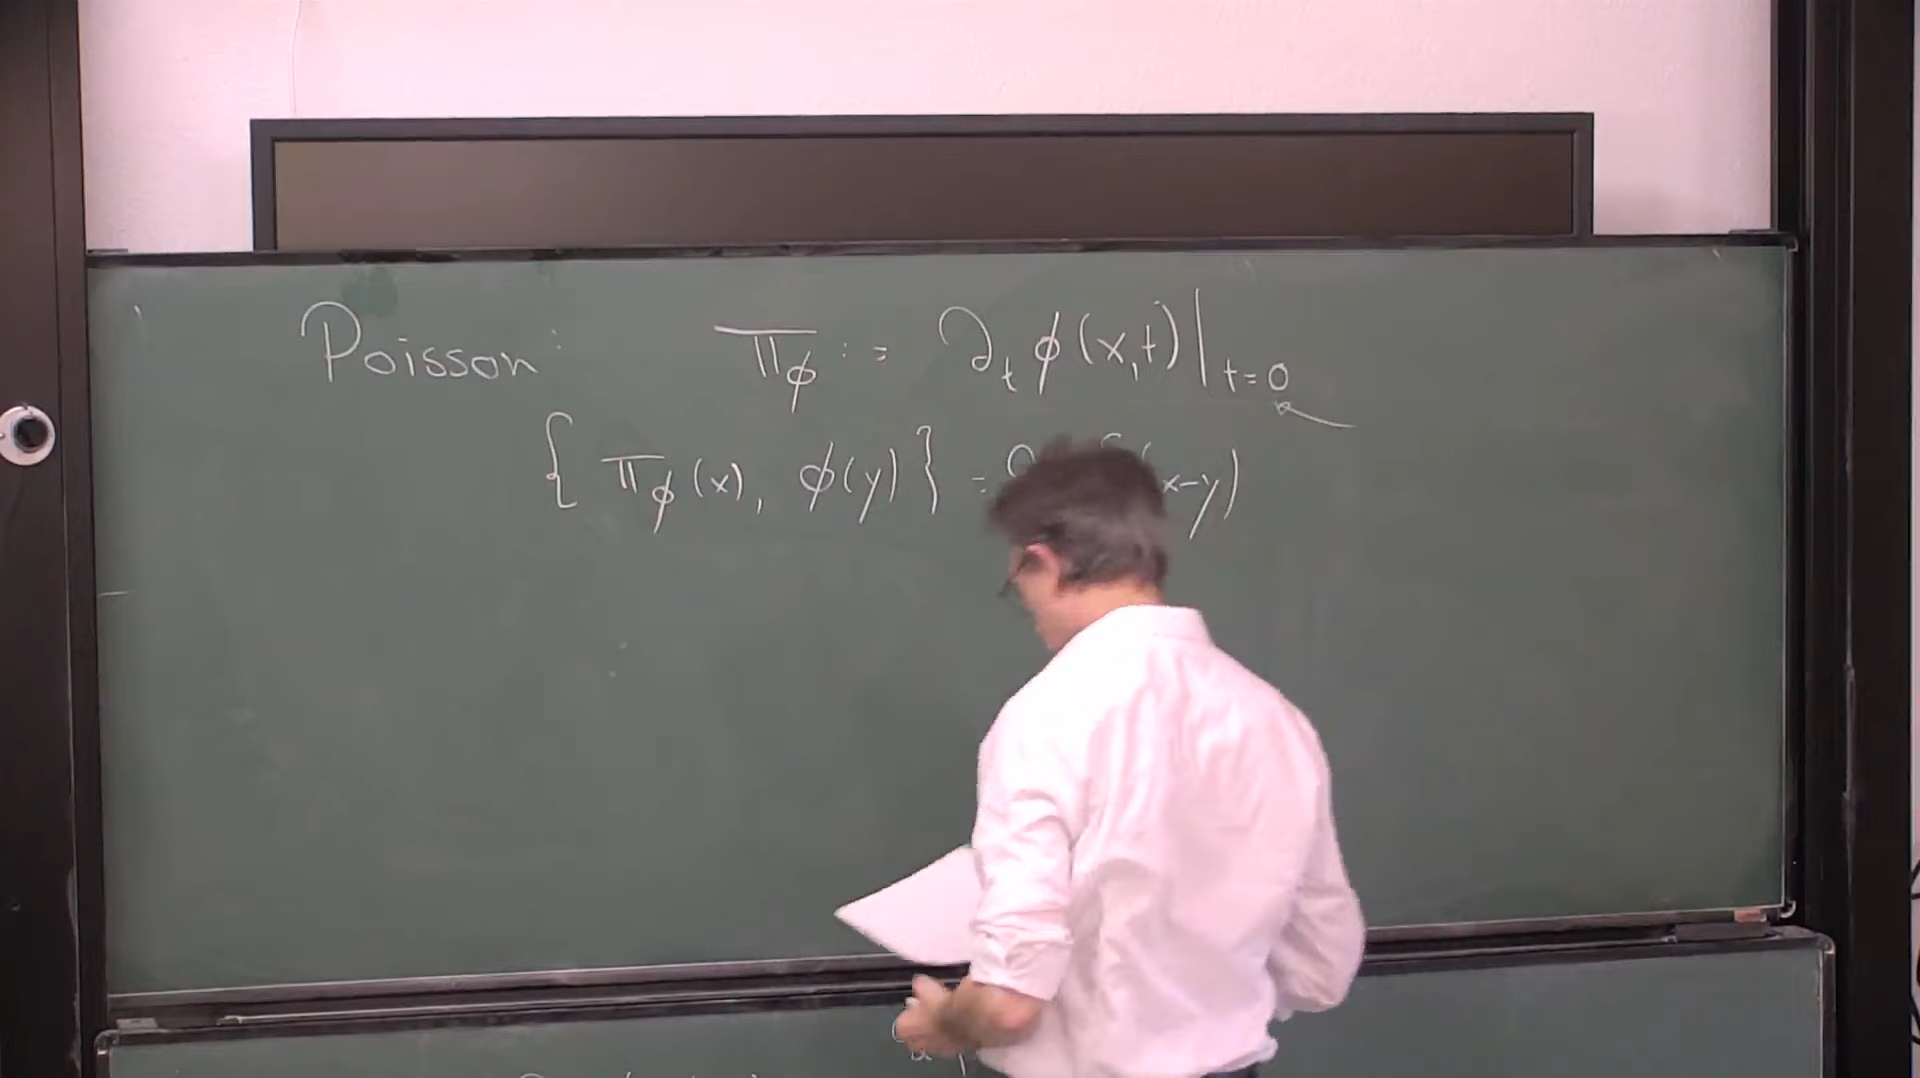 Poisson: π_ϕ := ∂_t ϕ(x,t)|_{t=0}
{π_ϕ(x), ϕ(y)} = (x-y)